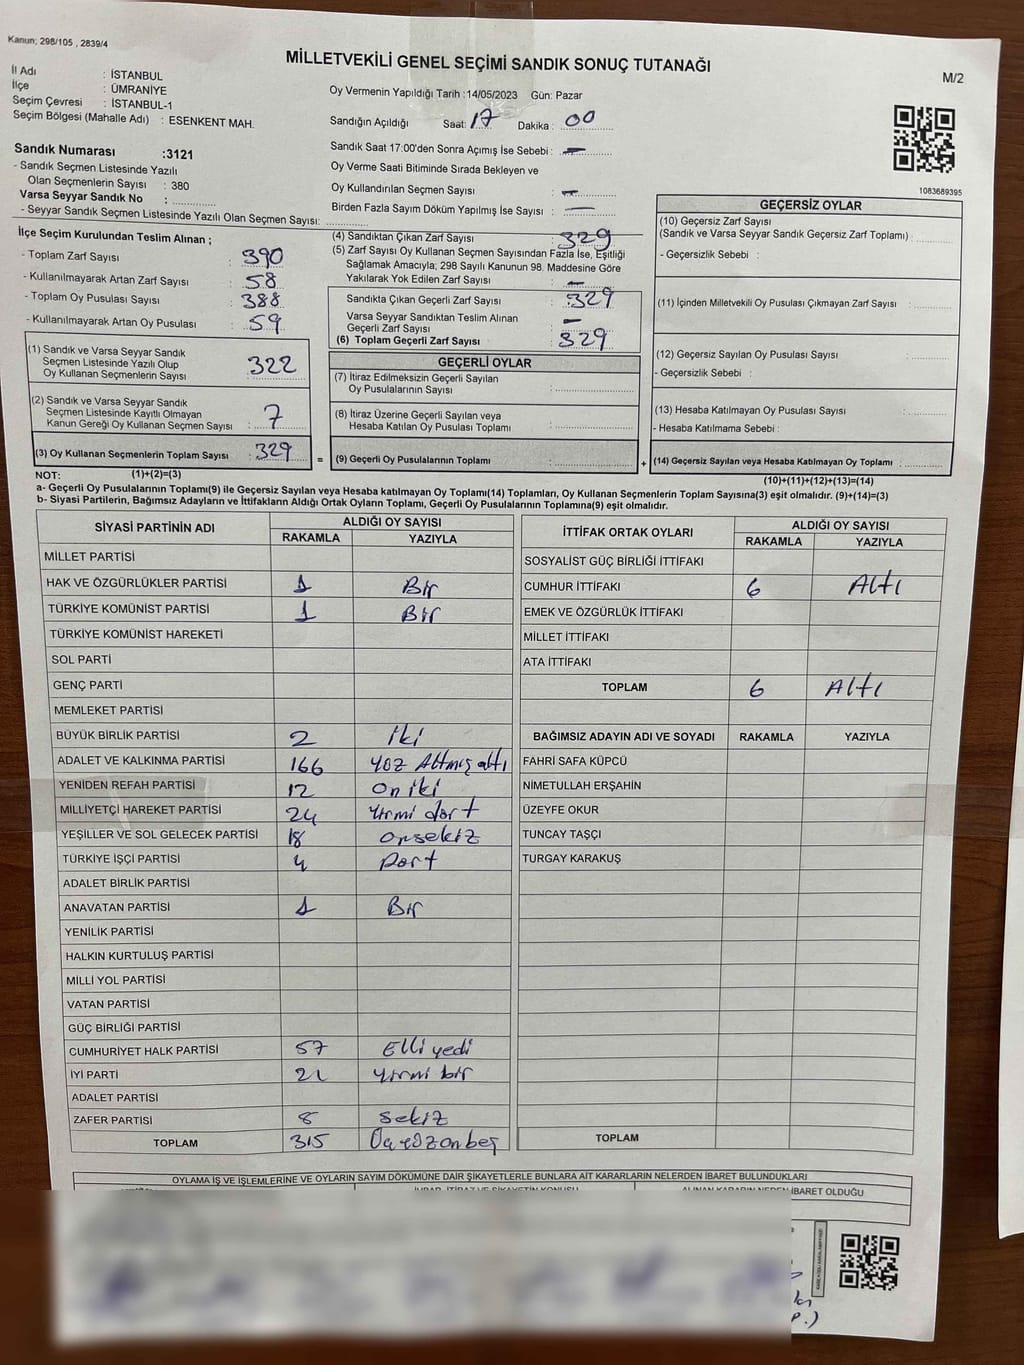 Kanun; 298/105 , 2839/4
MİLLETVEKİLİ GENEL SEÇİMİ SANDIK SONUÇ TUTANAĞI
M/2
İl Adı : İSTANBUL
İlçe : ÜMRANİYE
Seçim Çevresi : İSTANBUL-1
Seçim Bölgesi (Mahalle Adı) : ESENKENT MAH.
Sandık Numarası :3121
- Sandık Seçmen Listesinde Yazılı
Olan Seçmenlerin Sayısı : 380
Varsa Seyyar Sandık No :
- Seyyar Sandık Seçmen Listesinde Yazılı Olan Seçmen Sayısı:
Oy Vermenin Yapıldığı Tarih :14/05/2023 Gün: Pazar
Sandığın Açıldığı Saat: 17 Dakika : 00
Sandık Saat 17:00'den Sonra Açımış İse Sebebi : —
Oy Verme Saati Bitiminde Sırada Bekleyen ve
Oy Kullandırılan Seçmen Sayısı : —
Birden Fazla Sayım Döküm Yapılmış İse Sayısı : —
1083689395
İlçe Seçim Kurulundan Teslim Alınan ;
- Toplam Zarf Sayısı : 390
- Kullanılmayarak Artan Zarf Sayısı : 58
- Toplam Oy Pusulası Sayısı : 388
- Kullanılmayarak Artan Oy Pusulası : 59
(1) Sandık ve Varsa Seyyar Sandık
Seçmen Listesinde Yazılı Olup
Oy Kullanan Seçmenlerin Sayısı : 322
(2) Sandık ve Varsa Seyyar Sandık
Seçmen Listesinde Kayıtlı Olmayan
Kanun Gereği Oy Kullanan Seçmen Sayısı : 7
(3) Oy Kullanan Seçmenlerin Toplam Sayısı : 329
(1)+(2)=(3)
(4) Sandıktan Çıkan Zarf Sayısı : 329
(5) Zarf Sayısı Oy Kullanan Seçmen Sayısından Fazla İse, Eşitliği
Sağlamak Amacıyla; 298 Sayılı Kanunun 98. Maddesine Göre
Yakılarak Yok Edilen Zarf Sayısı : —
Sandıkta Çıkan Geçerli Zarf Sayısı : 329
Varsa Seyyar Sandıktan Teslim Alınan
Geçerli Zarf Sayısı : —
(6) Toplam Geçerli Zarf Sayısı : 329
GEÇERLİ OYLAR
(7) İtiraz Edilmeksizin Geçerli Sayılan
Oy Pusulalarının Sayısı :
(8) İtiraz Üzerine Geçerli Sayılan veya
Hesaba Katılan Oy Pusulası Toplamı :
= (9) Geçerli Oy Pusulalarının Toplamı :
GEÇERSİZ OYLAR
(10) Geçersiz Zarf Sayısı
(Sandık ve Varsa Seyyar Sandık Geçersiz Zarf Toplamı) :
- Geçersizlik Sebebi :
(11) İçinden Milletvekili Oy Pusulası Çıkmayan Zarf Sayısı :
(12) Geçersiz Sayılan Oy Pusulası Sayısı :
- Geçersizlik Sebebi :
(13) Hesaba Katılmayan Oy Pusulası Sayısı :
- Hesaba Katılmama Sebebi :
+ (14) Geçersiz Sayılan veya Hesaba Katılmayan Oy Toplamı :
(10)+(11)+(12)+(13)=(14)
NOT:
a- Geçerli Oy Pusulalarının Toplamı(9) ile Geçersiz Sayılan veya Hesaba katılmayan Oy Toplamı(14) Toplamları, Oy Kullanan Seçmenlerin Toplam Sayısına(3) eşit olmalıdır. (9)+(14)=(3)
b- Siyasi Partilerin, Bağımsız Adayların ve İttifakların Aldığı Ortak Oyların Toplamı, Geçerli Oy Pusulalarının Toplamına(9) eşit olmalıdır.
SİYASİ PARTİNİN ADI ALDIĞI OY SAYISI
RAKAMLA YAZIYLA
MİLLET PARTİSİ
HAK VE ÖZGÜRLÜKLER PARTİSİ 1 Bir
TÜRKİYE KOMÜNİST PARTİSİ 1 Bir
TÜRKİYE KOMÜNİST HAREKETİ
SOL PARTİ
GENÇ PARTİ
MEMLEKET PARTİSİ
BÜYÜK BİRLİK PARTİSİ 2 iki
ADALET VE KALKINMA PARTİSİ 166 yüz Altmış altı
YENİDEN REFAH PARTİSİ 12 on iki
MİLLİYETÇİ HAREKET PARTİSİ 24 yirmi dört
YEŞİLLER VE SOL GELECEK PARTİSİ 18 onsekiz
TÜRKİYE İŞÇİ PARTİSİ 4 Dört
ADALET BİRLİK PARTİSİ
ANAVATAN PARTİSİ 1 Bir
YENİLİK PARTİSİ
HALKIN KURTULUŞ PARTİSİ
MİLLİ YOL PARTİSİ
VATAN PARTİSİ
GÜÇ BİRLİĞİ PARTİSİ
CUMHURİYET HALK PARTİSİ 57 Elli yedi
İYİ PARTİ 21 yirmi bir
ADALET PARTİSİ
ZAFER PARTİSİ 8 sekiz
TOPLAM 315 Üçyüzonbeş
İTTİFAK ORTAK OYLARI ALDIĞI OY SAYISI
RAKAMLA YAZIYLA
SOSYALİST GÜÇ BİRLİĞİ İTTİFAKI
CUMHUR İTTİFAKI 6 Altı
EMEK VE ÖZGÜRLÜK İTTİFAKI
MİLLET İTTİFAKI
ATA İTTİFAKI
TOPLAM 6 Altı
BAĞIMSIZ ADAYIN ADI VE SOYADI RAKAMLA YAZIYLA
FAHRİ SAFA KÜPCÜ
NİMETULLAH ERŞAHİN
ÜZEYFE OKUR
TUNCAY TAŞÇI
TURGAY KARAKUŞ
TOPLAM
OYLAMA İŞ VE İŞLEMLERİNE VE OYLARIN SAYIM DÖKÜMÜNE DAİR ŞİKAYETLERLE BUNLARA AİT KARARLARIN NELERDEN İBARET BULUNDUKLARI
İHBAR, İTİRAZ VE ŞİKAYETİN KONUSU ALINAN KARARIN NEDEN İBARET OLDUĞU